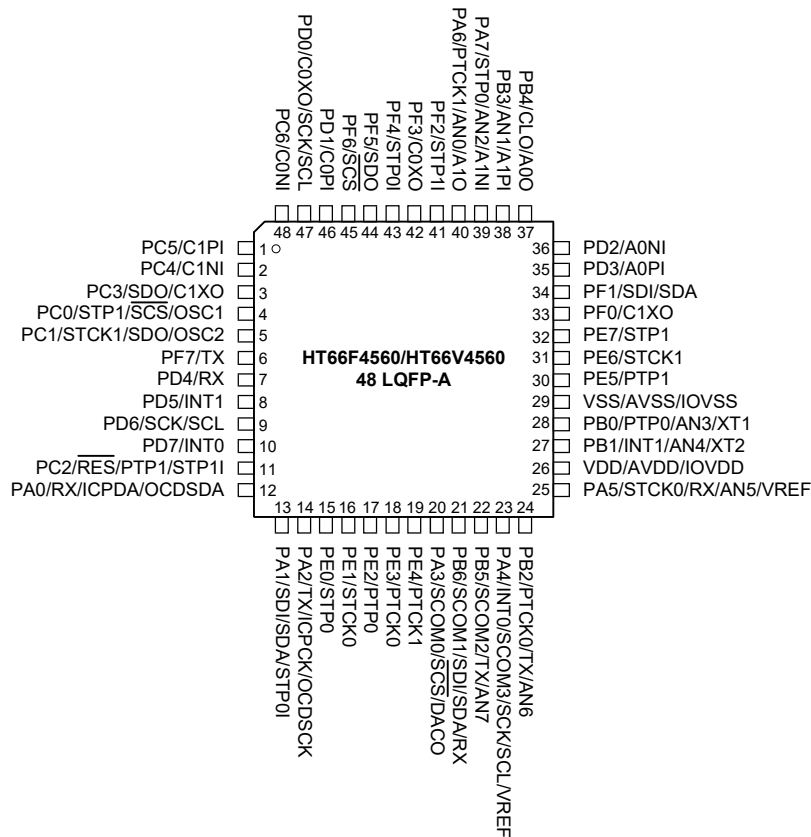 PC6/C0NI
PD0/C0XO/SCK/SCL
PD1/C0PI
PF6/SCS
PF5/SDO
PF4/STP0I
PF3/C0XO
PF2/STP1I
PA6/PTCK1/AN0/A1O
PA7/STP0/AN2/A1NI
PB3/AN1/A1PI
PB4/CLO/A0O
48 47 46 45 44 43 42 41 40 39 38 37
PC5/C1PI 1
PC4/C1NI 2
PC3/SDO/C1XO 3
PC0/STP1/SCS/OSC1 4
PC1/STCK1/SDO/OSC2 5
PF7/TX 6
PD4/RX 7
PD5/INT1 8
PD6/SCK/SCL 9
PD7/INT0 10
PC2/RES/PTP1/STP1I 11
PA0/RX/ICPDA/OCDSDA 12
HT66F4560/HT66V4560
48 LQFP-A
36 PD2/A0NI
35 PD3/A0PI
34 PF1/SDI/SDA
33 PF0/C1XO
32 PE7/STP1
31 PE6/STCK1
30 PE5/PTP1
29 VSS/AVSS/IOVSS
28 PB0/PTP0/AN3/XT1
27 PB1/INT1/AN4/XT2
26 VDD/AVDD/IOVDD
25 PA5/STCK0/RX/AN5/VREF
13 14 15 16 17 18 19 20 21 22 23 24
PA1/SDI/SDA/STP0I
PA2/TX/ICPCK/OCDSCK
PE0/STP0
PE1/STCK0
PE2/PTP0
PE3/PTCK0
PE4/PTCK1
PA3/SCOM0/SCS/DACO
PB6/SCOM1/SDI/SDA/RX
PB5/SCOM2/TX/AN7
PA4/INT0/SCOM3/SCK/SCL/VREF
PB2/PTCK0/TX/AN6